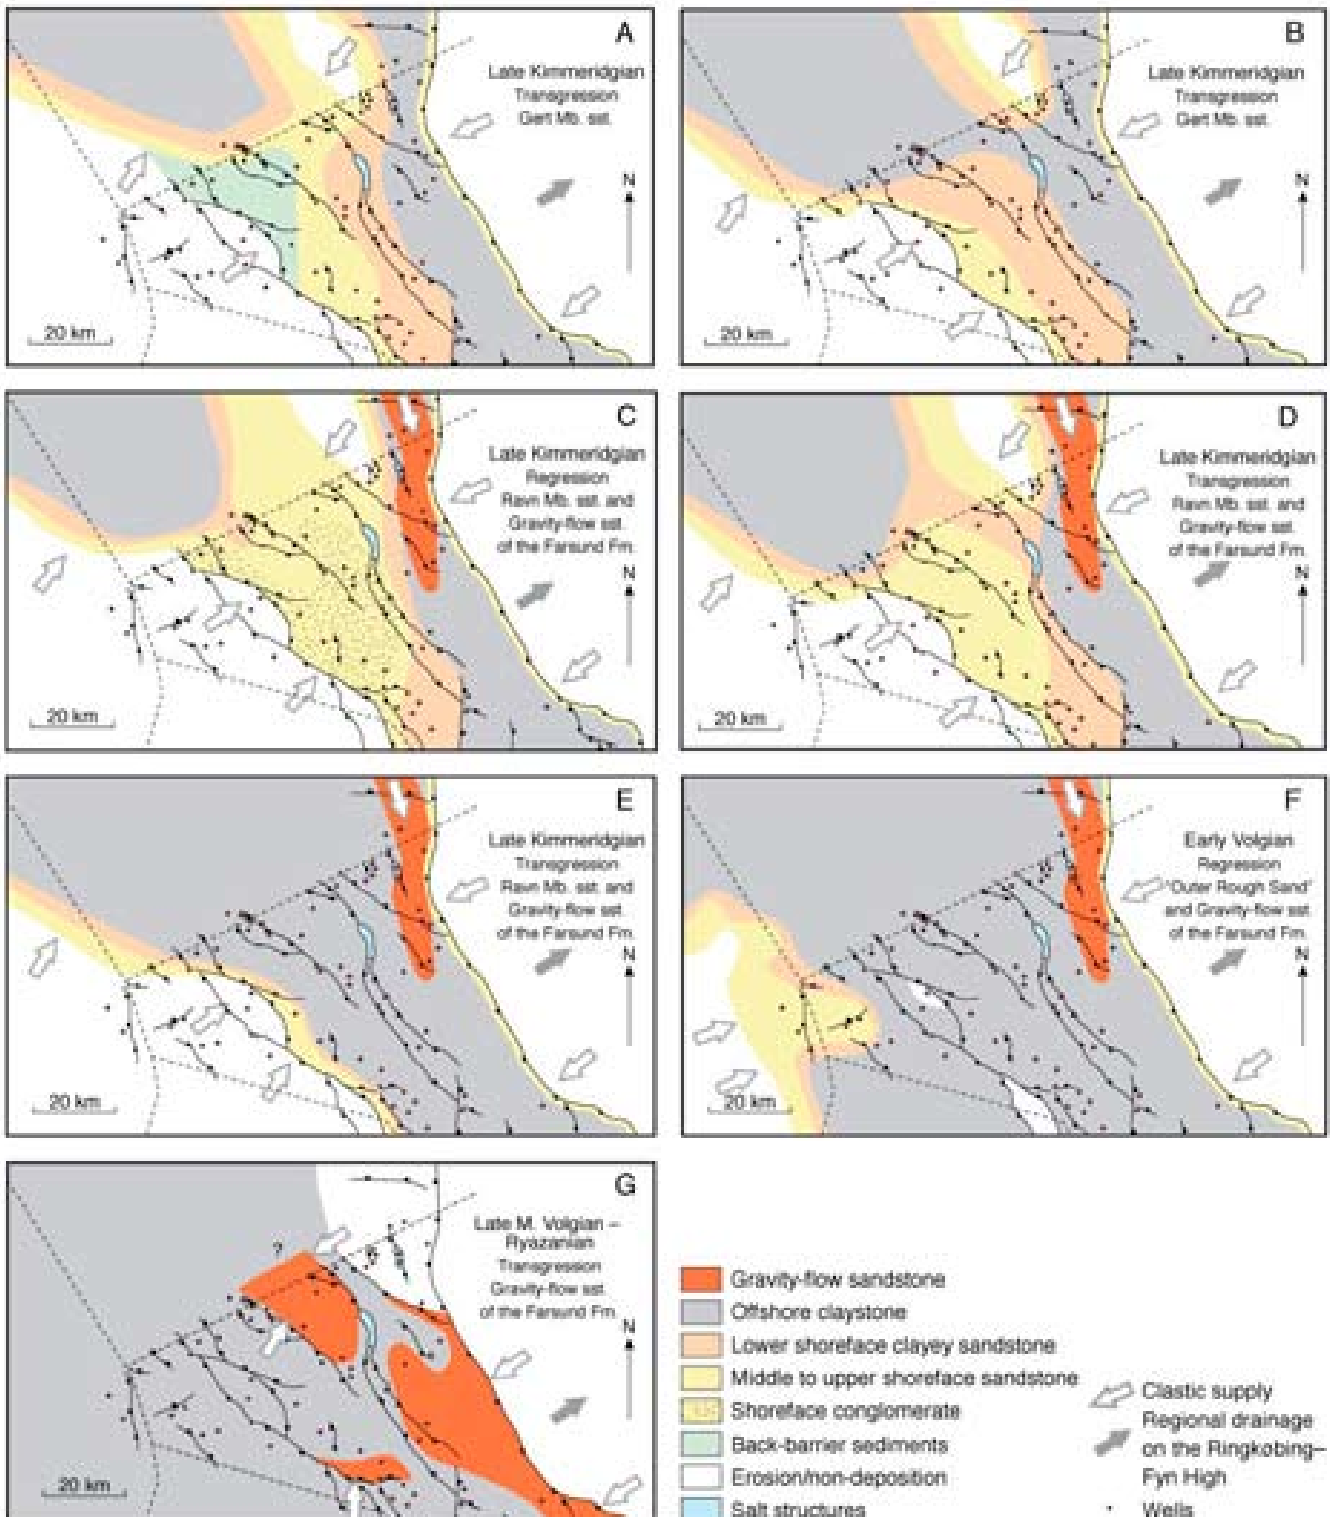 A
Late Kimmeridgian
Transgression
Gert Mb. sst.
N
20 km
B
Late Kimmeridgian
Transgression
Gert Mb. sst.
N
20 km
C
Late Kimmeridgian
Regression
Ravn Mb. sst. and
Gravity-flow sst.
of the Farsund Fm.
N
20 km
D
Late Kimmeridgian
Transgression
Ravn Mb. sst. and
Gravity-flow sst.
of the Farsund Fm.
N
20 km
E
Late Kimmeridgian
Transgression
Ravn Mb. sst. and
Gravity-flow sst.
of the Farsund Fm.
N
20 km
F
Early Volgian
Regression
'Outer Rough Sand'
and Gravity-flow sst.
of the Farsund Fm.
N
20 km
G
Late M. Volgian –
Ryazanian
Transgression
Gravity-flow sst.
of the Farsund Fm.
?
N
20 km
Gravity-flow sandstone
Offshore claystone
Lower shoreface clayey sandstone
Middle to upper shoreface sandstone
Shoreface conglomerate
Back-barrier sediments
Erosion/non-deposition
Salt structures
Clastic supply
Regional drainage
on the Ringkøbing–
Fyn High
Wells